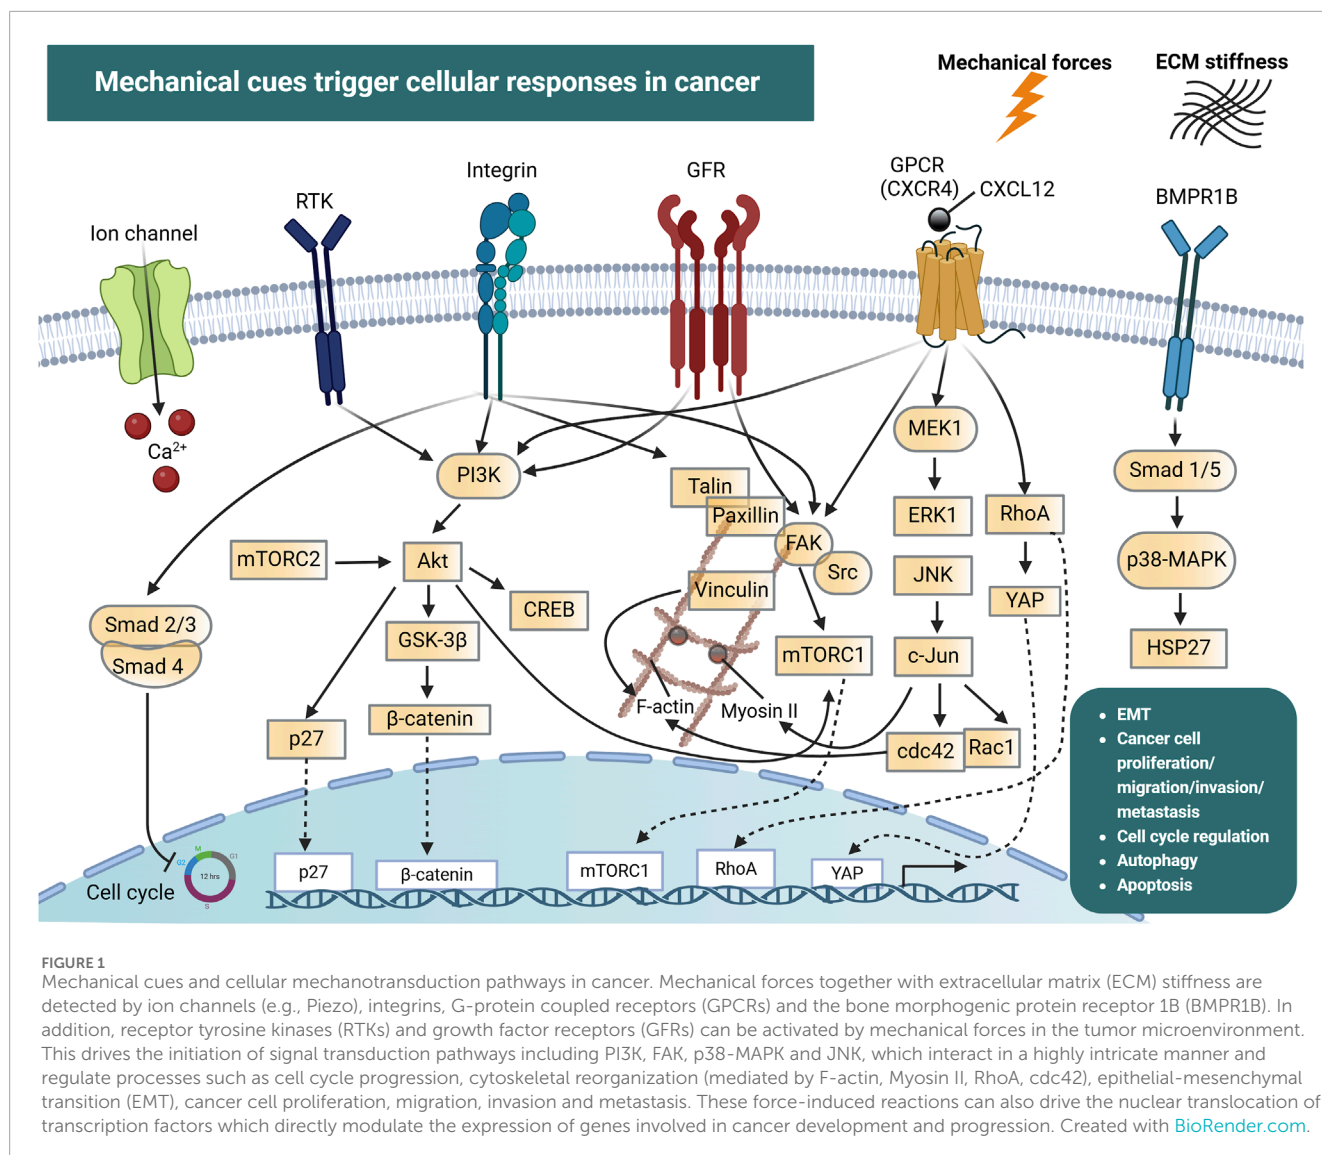 Mechanical cues trigger cellular responses in cancer
Mechanical forces
ECM stiffness
Ion channel
RTK
Integrin
GFR
GPCR
(CXCR4)
CXCL12
BMPR1B
Ca2+
PI3K
MEK1
Smad 1/5
Talin
Paxillin
ERK1
RhoA
FAK
Src
mTORC2
Akt
CREB
Vinculin
JNK
YAP
p38-MAPK
Smad 2/3
Smad 4
GSK-3β
mTORC1
c-Jun
HSP27
F-actin
Myosin II
p27
β-catenin
cdc42
Rac1
• EMT
• Cancer cell
proliferation/
migration/invasion/
metastasis
• Cell cycle regulation
• Autophagy
• Apoptosis
Cell cycle
M
G1
G2
12 hrs
S
p27
β-catenin
mTORC1
RhoA
YAP
FIGURE 1
Mechanical cues and cellular mechanotransduction pathways in cancer. Mechanical forces together with extracellular matrix (ECM) stiffness are
detected by ion channels (e.g., Piezo), integrins, G-protein coupled receptors (GPCRs) and the bone morphogenic protein receptor 1B (BMPR1B). In
addition, receptor tyrosine kinases (RTKs) and growth factor receptors (GFRs) can be activated by mechanical forces in the tumor microenvironment.
This drives the initiation of signal transduction pathways including PI3K, FAK, p38-MAPK and JNK, which interact in a highly intricate manner and
regulate processes such as cell cycle progression, cytoskeletal reorganization (mediated by F-actin, Myosin II, RhoA, cdc42), epithelial-mesenchymal
transition (EMT), cancer cell proliferation, migration, invasion and metastasis. These force-induced reactions can also drive the nuclear translocation of
transcription factors which directly modulate the expression of genes involved in cancer development and progression. Created with BioRender.com.